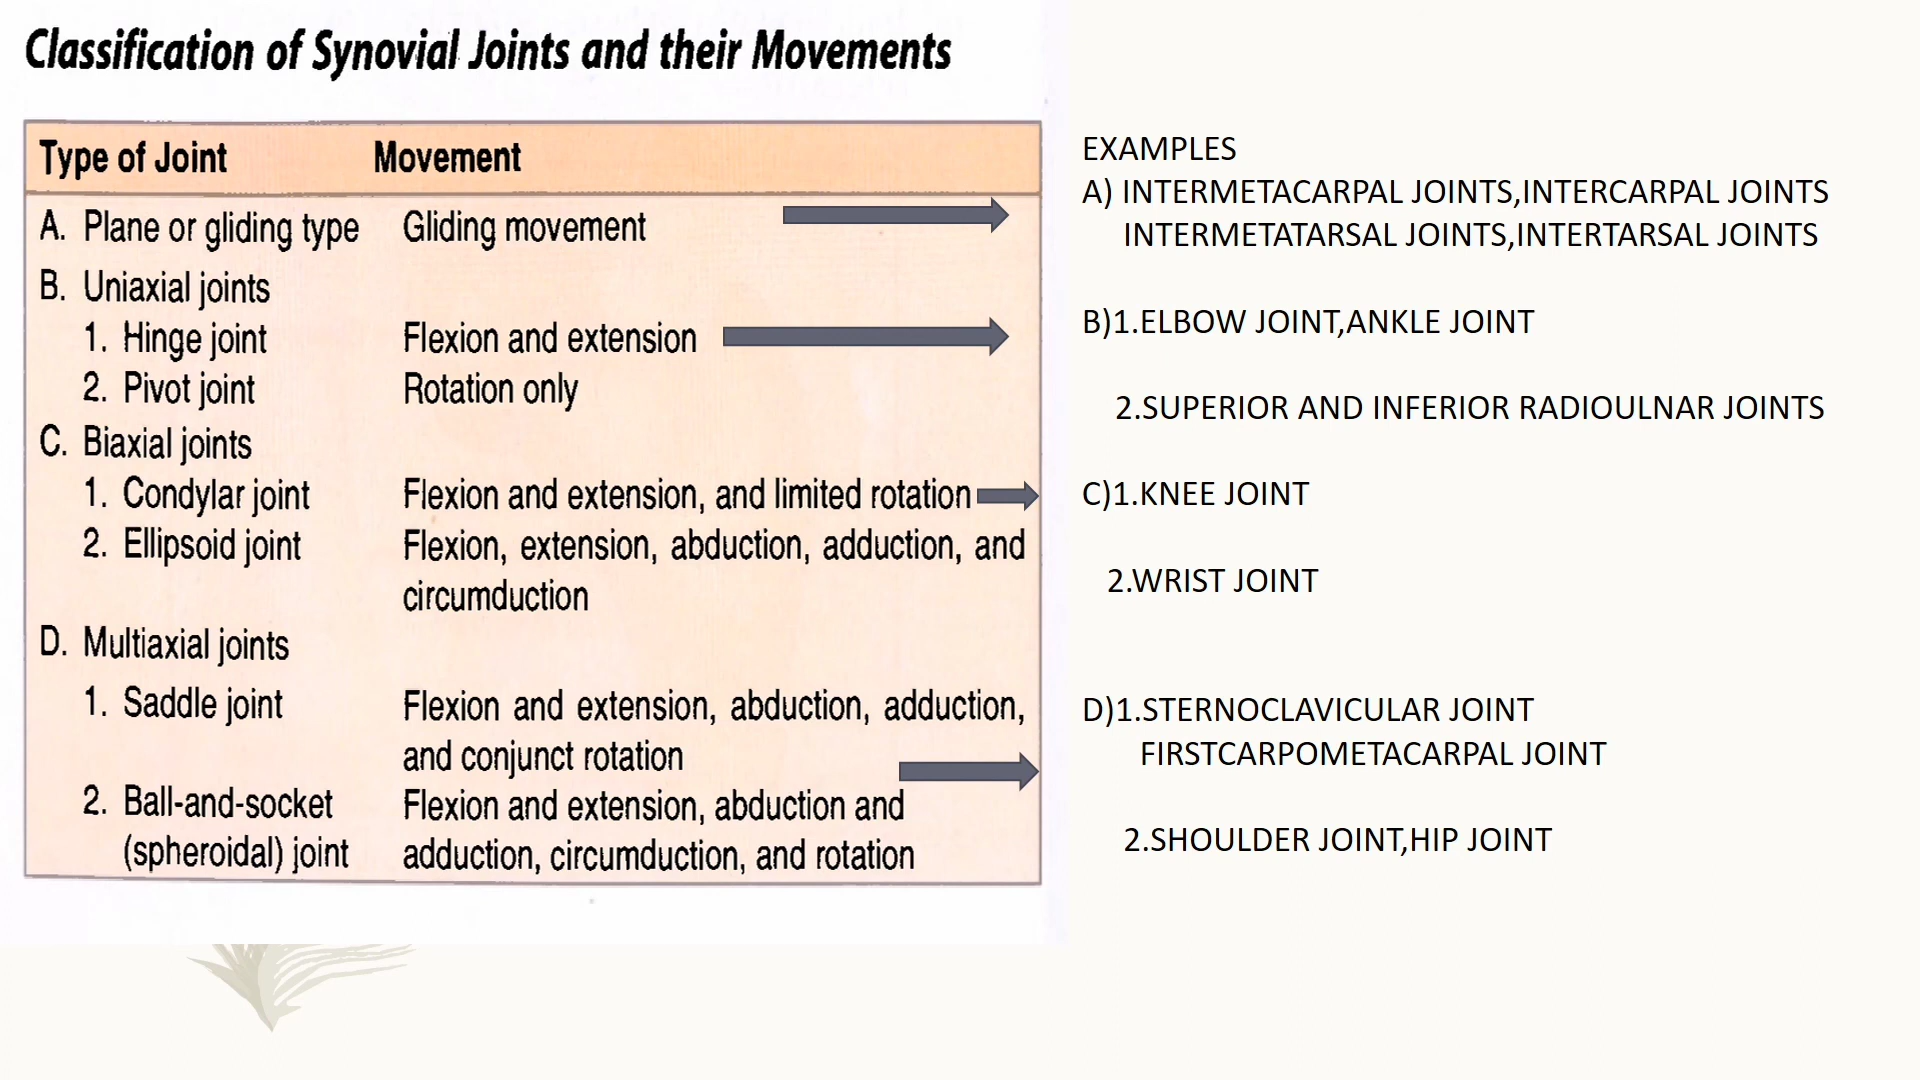 Classification of Synovial Joints and their Movements
Type of Joint Movement
A. Plane or gliding type Gliding movement
B. Uniaxial joints
1. Hinge joint Flexion and extension
2. Pivot joint Rotation only
C. Biaxial joints
1. Condylar joint Flexion and extension, and limited rotation
2. Ellipsoid joint Flexion, extension, abduction, adduction, and
circumduction
D. Multiaxial joints
1. Saddle joint Flexion and extension, abduction, adduction,
and conjunct rotation
2. Ball-and-socket Flexion and extension, abduction and
(spheroidal) joint adduction, circumduction, and rotation
EXAMPLES
A) INTERMETACARPAL JOINTS,INTERCARPAL JOINTS
INTERMETATARSAL JOINTS,INTERTARSAL JOINTS
B)1.ELBOW JOINT,ANKLE JOINT
2.SUPERIOR AND INFERIOR RADIOULNAR JOINTS
C)1.KNEE JOINT
2.WRIST JOINT
D)1.STERNOCLAVICULAR JOINT
FIRSTCARPOMETACARPAL JOINT
2.SHOULDER JOINT,HIP JOINT